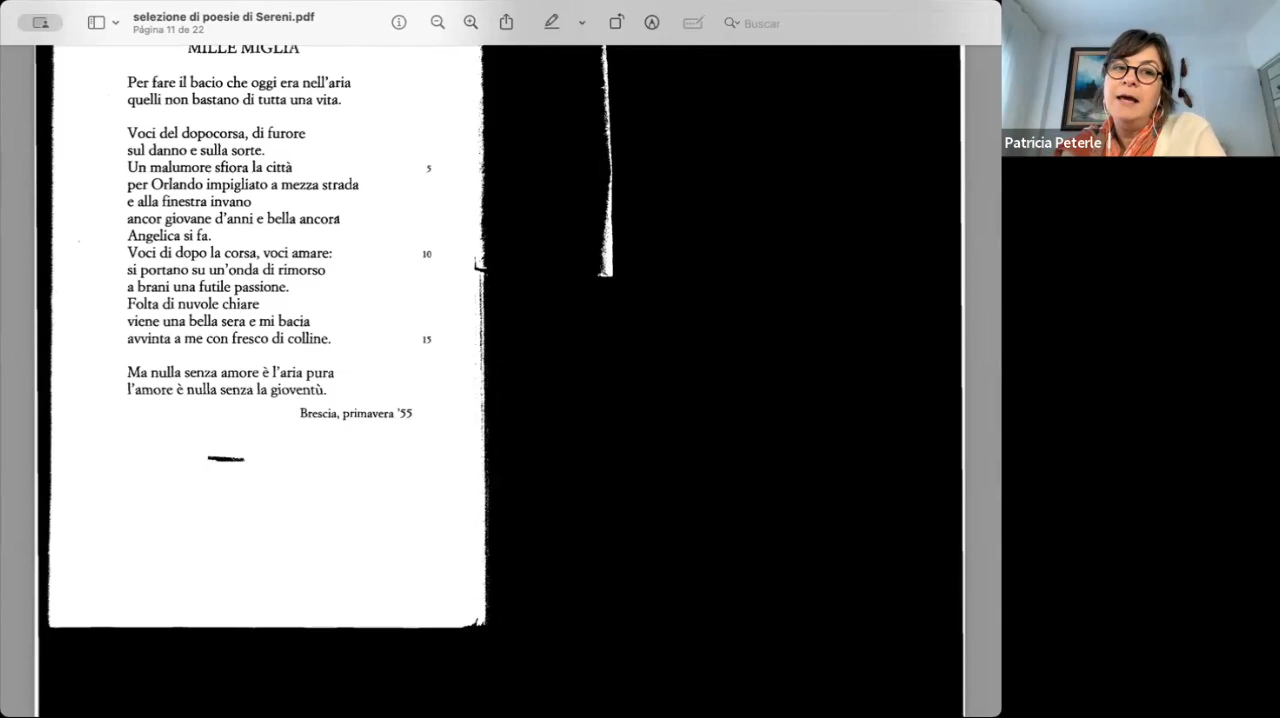 selezione di poesie di Sereni.pdf
Página 11 de 22
Buscar
MILLE MIGLIA
Per fare il bacio che oggi era nell'aria
quelli non bastano di tutta una vita.
Voci del dopocorsa, di furore
sul danno e sulla sorte.
Un malumore sfiora la città 5
per Orlando impigliato a mezza strada
e alla finestra invano
ancor giovane d'anni e bella ancora
Angelica si fa.
Voci di dopo la corsa, voci amare: 10
si portano su un'onda di rimorso
a brani una futile passione.
Folta di nuvole chiare
viene una bella sera e mi bacia
avvinta a me con fresco di colline. 15
Ma nulla senza amore è l'aria pura
l'amore è nulla senza la gioventù.
Brescia, primavera '55
Patricia Peterle